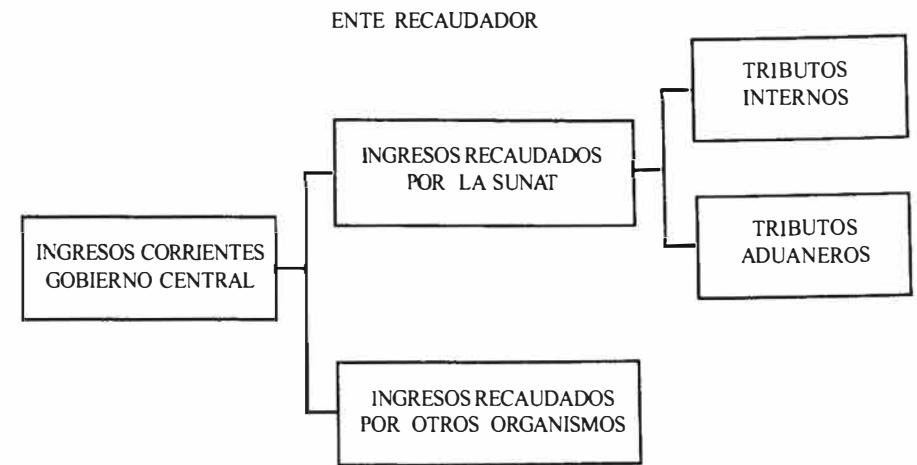 ENTE RECAUDADOR
TRIBUTOS
INTERNOS
INGRESOS RECAUDADOS
POR LA SUNAT
TRIBUTOS
ADUANEROS
INGRESOS CORRIENTES
GOBIERNO CENTRAL
INGRESOS RECAUDADOS
POR OTROS ORGANISMOS